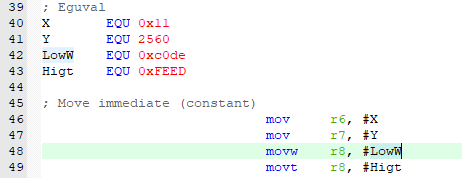 39 ; Eguval
40 X EQU 0x11
41 Y EQU 2560
42 LowW EQU 0xc0de
43 Higt EQU 0xFEED
44
45 ; Move immediate (constant)
46 mov r6, #X
47 mov r7, #Y
48 movw r8, #LowW
49 movt r8, #Higt